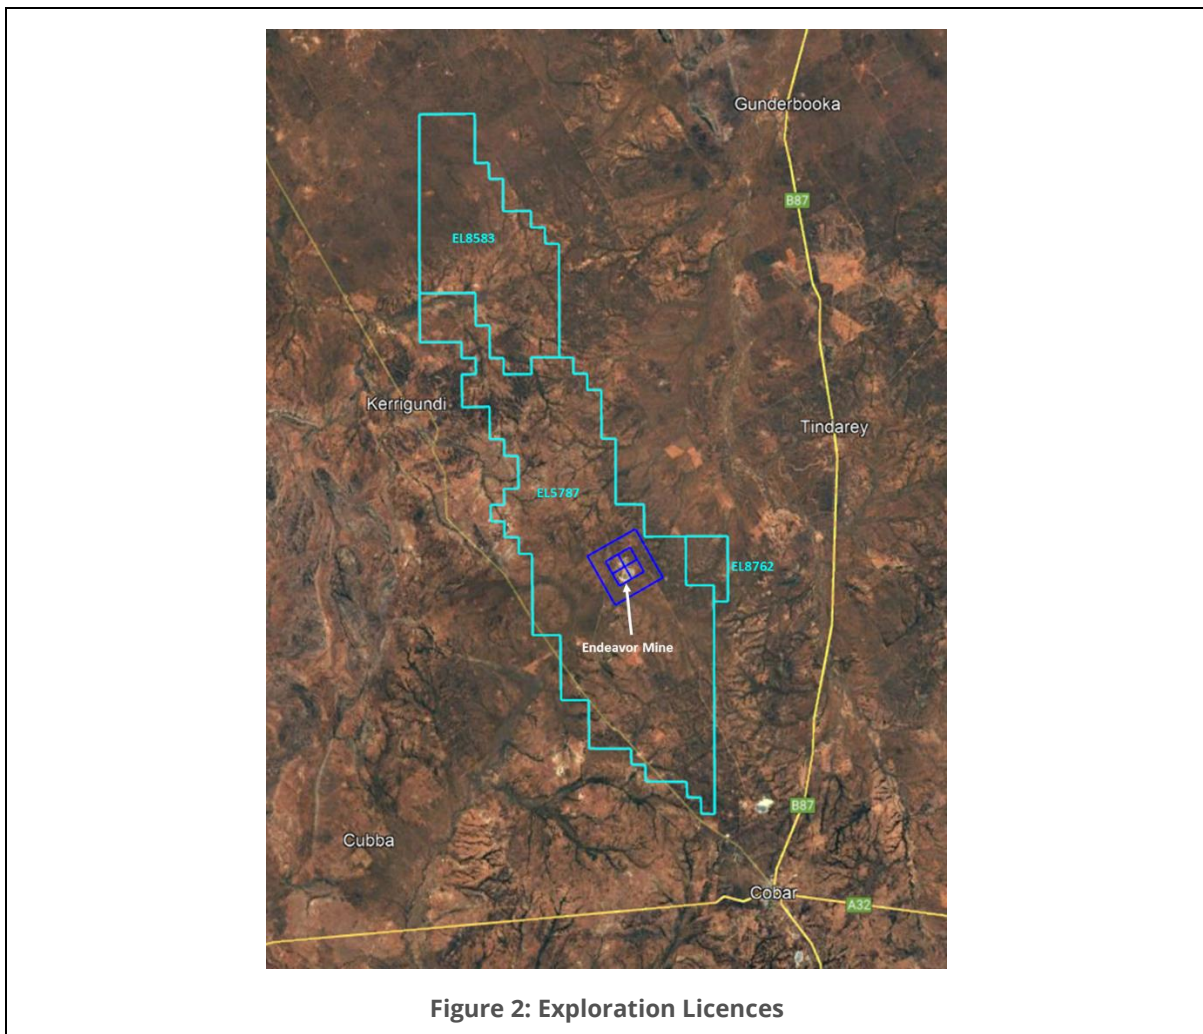 Gunderbooka
B87
EL8583
Kerrigundi
Tindarey
EL5787
EL8762
Endeavor Mine
B87
Cubba
Cobar
A32
Figure 2: Exploration Licences